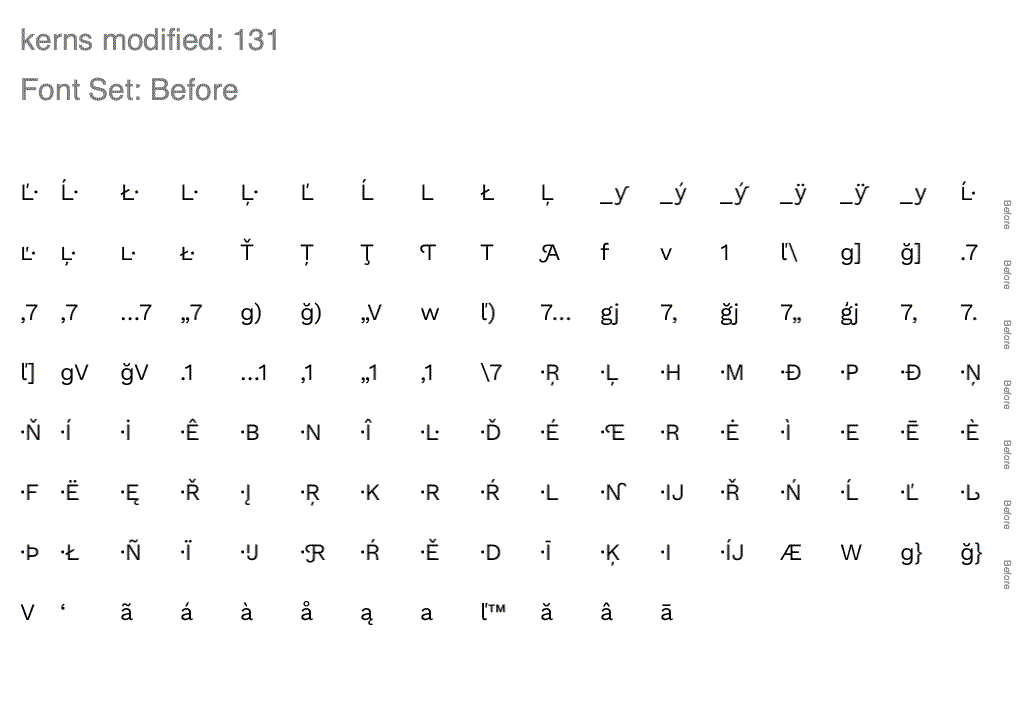 kerns modified: 131
Font Set: Before
Ľ· Ĺ· Ł· L· Ļ· Ľ Ĺ L Ł Ļ _y _ý _ý _ÿ _ÿ _y Ĺ·
Ľ· Ļ· L· Ł· Ť Ț Ţ T T A f v 1 ľ\ g] ğ] .7
,7 ,7 ...7 „7 g) ğ) „V w ľ) 7... gj 7, ğj 7„ ģj 7, 7.
ľ] gV ğV .1 ...1 ,1 „1 ,1 \7 ·Ŗ ·Ļ ·H ·M ·Đ ·P ·Ð ·Ņ
·Ň ·Í ·İ ·Ê ·B ·N ·Î ·Ŀ ·Ď ·É ·E ·R ·Ė ·Ì ·E ·Ē ·È
·F ·Ë ·Ę ·Ř ·Į ·Ŗ ·K ·R ·Ŕ ·L ·N ·IJ ·Ř ·Ń ·Ĺ ·Ľ ·L
·Þ ·Ł ·Ñ ·Ï ·U ·R ·Ŕ ·Ě ·D ·Ī ·Ķ ·I ·ÍJ Æ W g} ğ}
V ‘ ã á à å ą a ľ™ ă â ā
Before
Before
Before
Before
Before
Before
Before